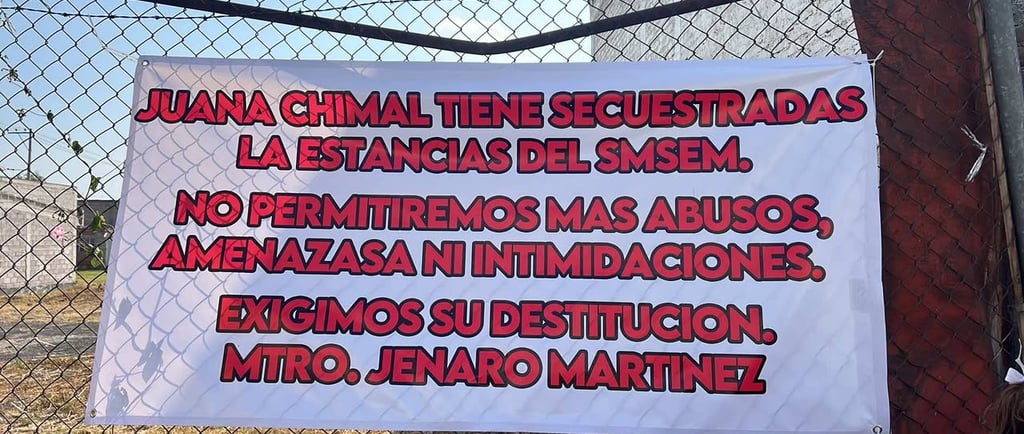 JUANA CHIMAL TIENE SECUESTRADAS
LA ESTANCIAS DEL SMSEM.
NO PERMITIREMOS MAS ABUSOS,
AMENAZASA NI INTIMIDACIONES.
EXIGIMOS SU DESTITUCION.
MTRO. JENARO MARTINEZ